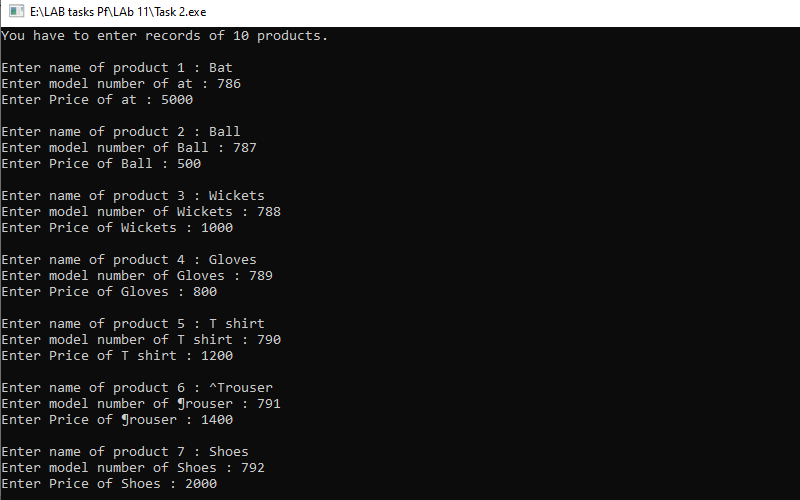 E:\LAB tasks Pf\LAb 11\Task 2.exe
You have to enter records of 10 products.
Enter name of product 1 : Bat
Enter model number of at : 786
Enter Price of at : 5000
Enter name of product 2 : Ball
Enter model number of Ball : 787
Enter Price of Ball : 500
Enter name of product 3 : Wickets
Enter model number of Wickets : 788
Enter Price of Wickets : 1000
Enter name of product 4 : Gloves
Enter model number of Gloves : 789
Enter Price of Gloves : 800
Enter name of product 5 : T shirt
Enter model number of T shirt : 790
Enter Price of T shirt : 1200
Enter name of product 6 : ^Trouser
Enter model number of ¶rouser : 791
Enter Price of ¶rouser : 1400
Enter name of product 7 : Shoes
Enter model number of Shoes : 792
Enter Price of Shoes : 2000